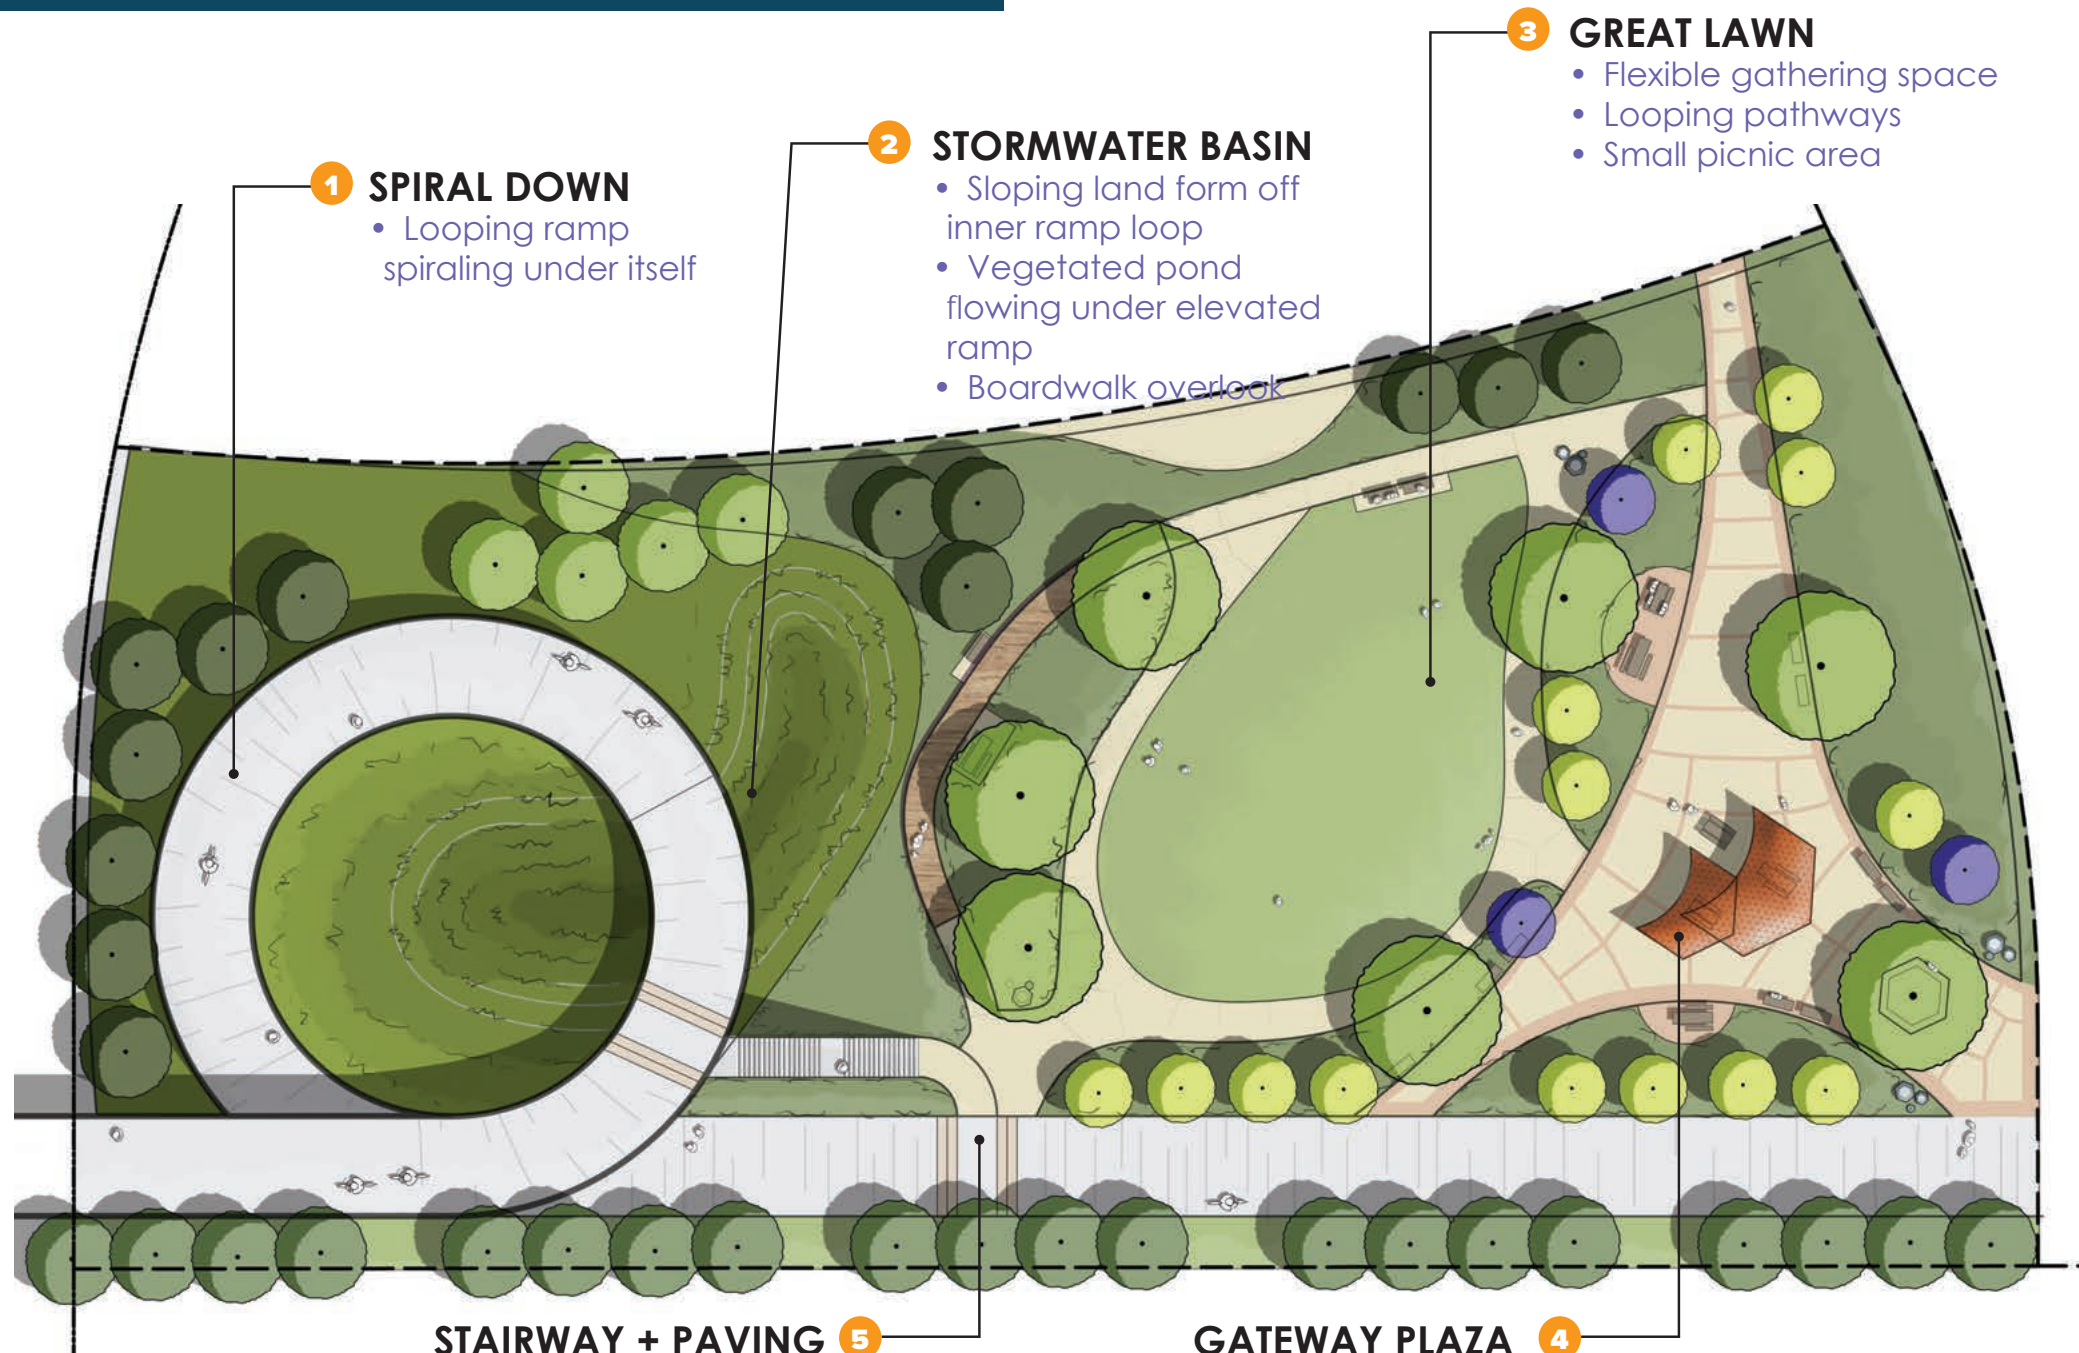 1 SPIRAL DOWN
• Looping ramp
spiraling under itself
2 STORMWATER BASIN
• Sloping land form off
inner ramp loop
• Vegetated pond
flowing under elevated
ramp
• Boardwalk overlook
3 GREAT LAWN
• Flexible gathering space
• Looping pathways
• Small picnic area
STAIRWAY + PAVING 5
GATEWAY PLAZA 4